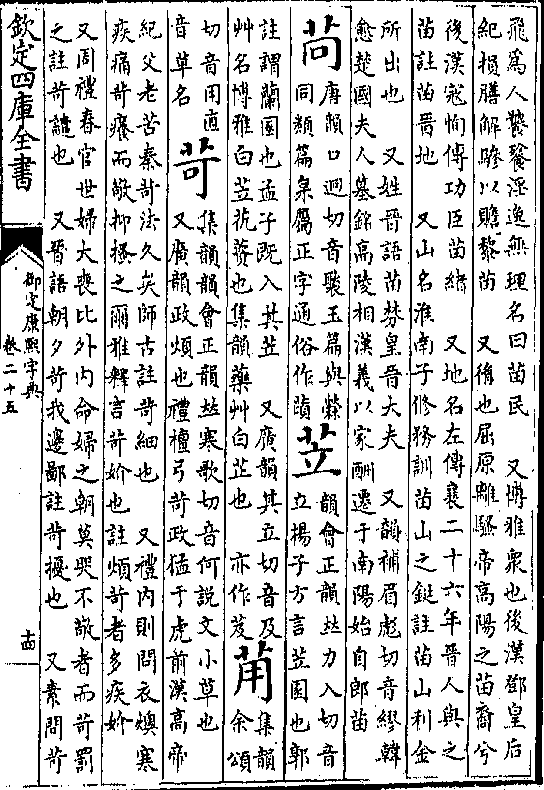 飛為人饕餮淫逸無理名曰苗民　又博雅衆也後漢鄧皇后
紀損膳解驂以贍黎苗　又脩也屈原離騷帝高陽之苗裔兮
後漢冦恂傳功臣苗緒　又地名左傳襄二十六年晉人與之
苗註苗晉地　又山名淮南子修務訓苗山之鋋註苗山利金
所出也　又姓晉語苗棼皇晉大夫　又韻補眉彪切音繆韓
愈楚國夫人墓銘高陵相漢義以家酬遷于南陽始自郎苗
苘
唐韻口迥切音褧玉篇與檾
同類篇枲屬正字通俗作
苙
韻會正韻𠀤力入切音
立揚子方言苙圂也郭
註謂蘭圂也孟子旣入其苙　又廣韻其立切音及
艸名博雅白苙薋也集韻藥艸白芷也　亦作芨
苚
集韻
余頌
切音用直
音草名
苛
集韻韻會正韻𠀤寒歌切音何説文小草也
又廣韻政煩也禮檀弓苛政猛于虎前漢高帝
紀父老苦秦苛法久矣師古註苛細也　又禮內則問衣燠寒
疾痛苛癢而敬抑搔之爾雅釋言苛妎也註煩苛者多疾妎
又周禮春官世婦大喪比外內命婦之朝莫哭不敬者而苛罰
之註苛譴也　又晉語朝夕苛我邊鄙註苛擾也　又素問苛
欽定四庫全書
御定康熙字典
卷二十五
十四